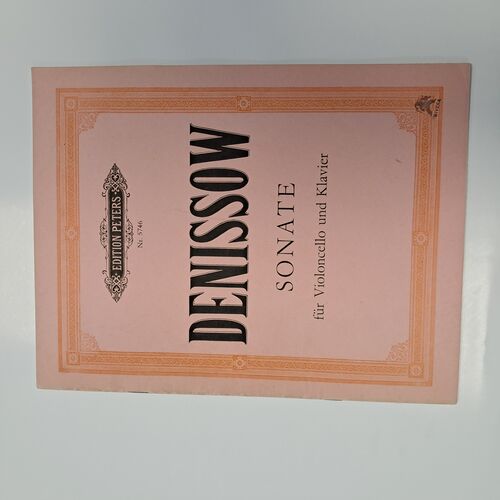 EDITION PETERS
Nr. 5746
DENISSOW
SONATE
für Violoncello und Klavier